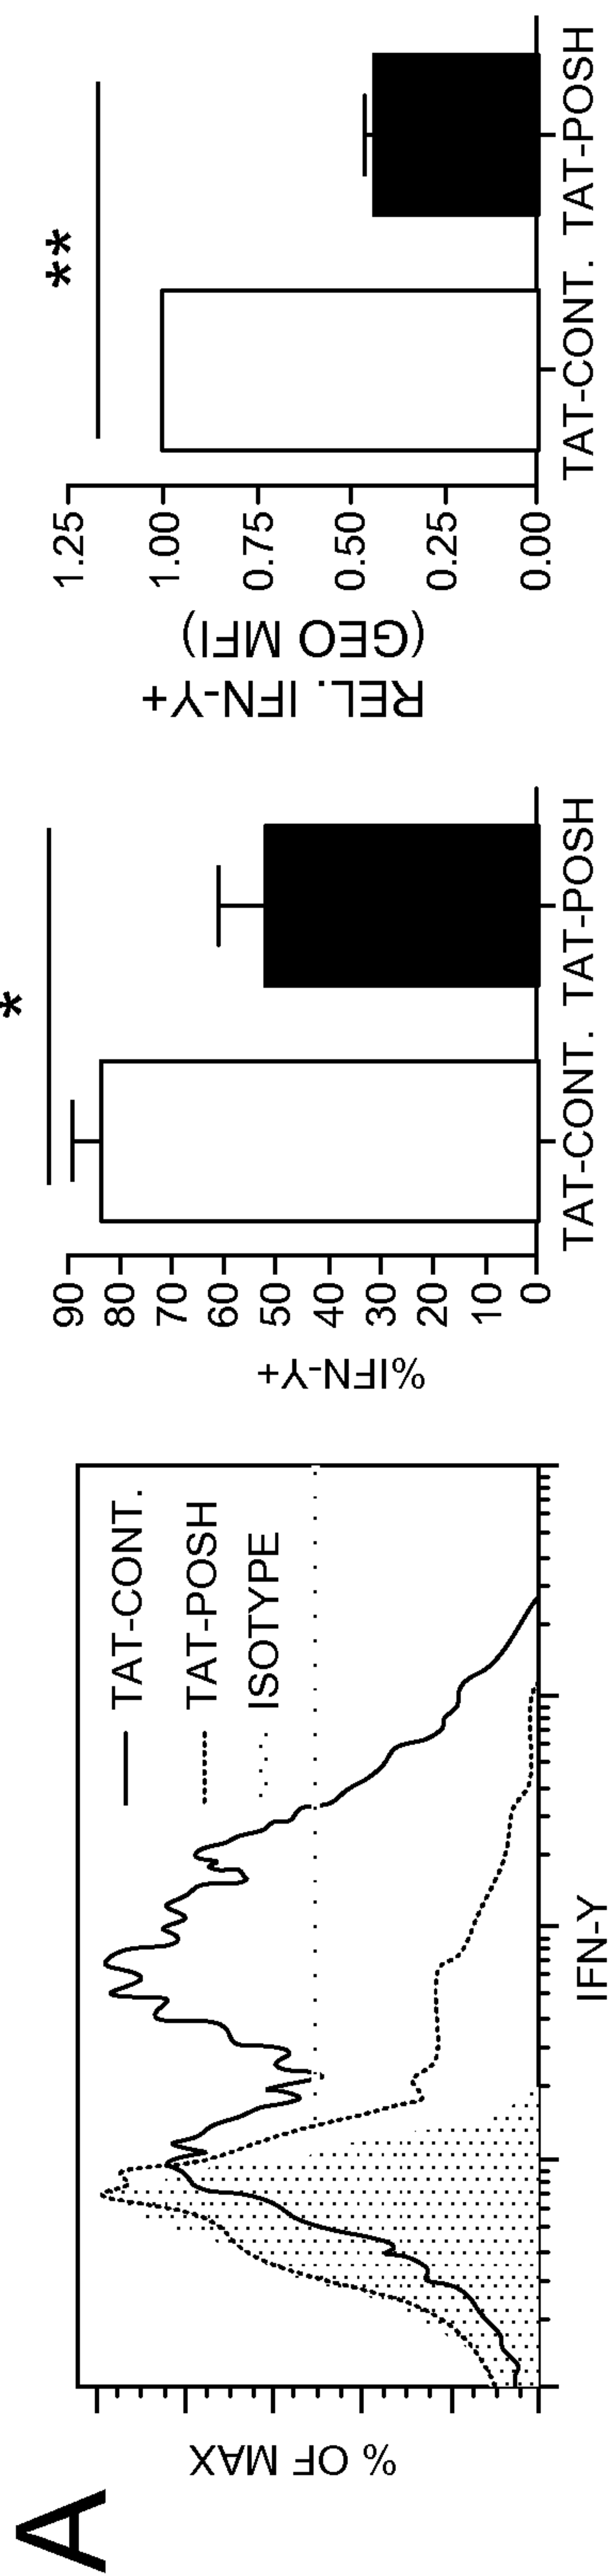 A
% OF MAX
TAT-CONT.
TAT-POSH
ISOTYPE
IFN-Y
%IFN-Y+
90
80
70
60
50
40
30
20
10
0
*
TAT-CONT. TAT-POSH
REL. IFN-Y+
(GEO MFI)
1.25
1.00
0.75
0.50
0.25
0.00
**
TAT-CONT. TAT-POSH